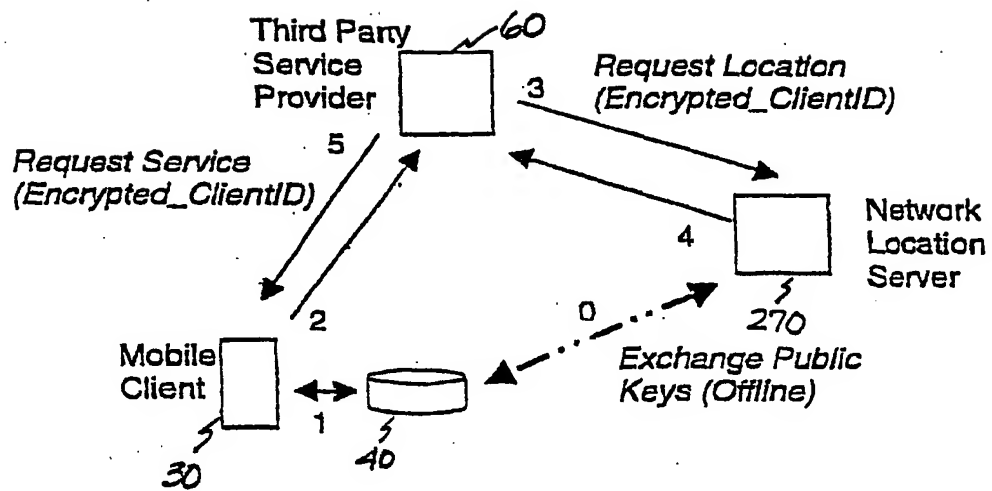 Third Party
Service
Provider
60
Request Location
(Encrypted_ClientID)
3
5
Request Service
(Encrypted_ClientID)
4
Network
Location
Server
270
2
0
Exchange Public
Keys (Offline)
Mobile
Client
1
30
40